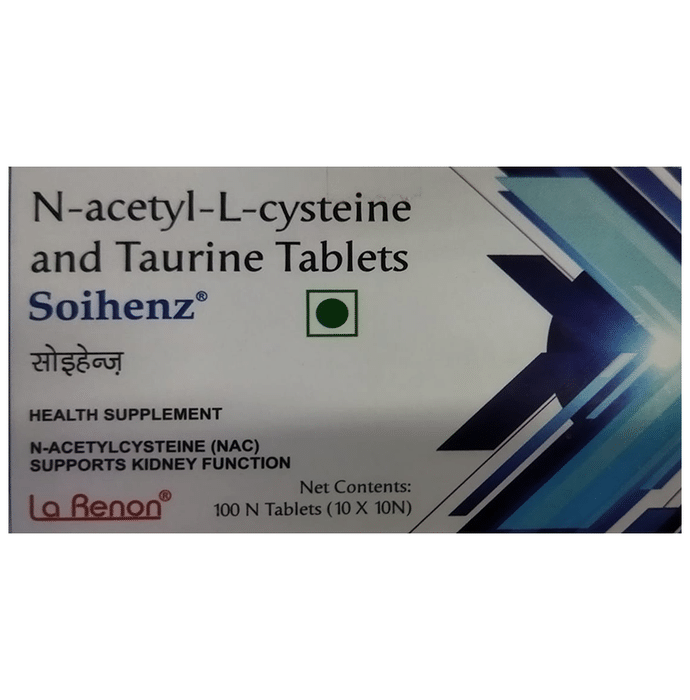 N-acetyl-L-cysteine
and Taurine Tablets
Soihenz®
सोइहेन्ज़
HEALTH SUPPLEMENT
N-ACETYLCYSTEINE (NAC)
SUPPORTS KIDNEY FUNCTION
La Renon®
Net Contents:
100 N Tablets (10 X 10N)